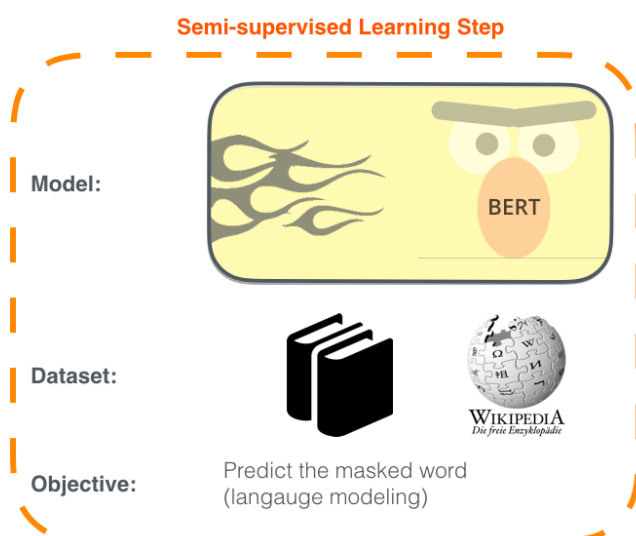 Semi-supervised Learning Step
Model:
BERT
Dataset:
Ω
W
И
WIKIPEDIA
Die freie Enzyklopädie
Objective:
Predict the masked word
(langauge modeling)